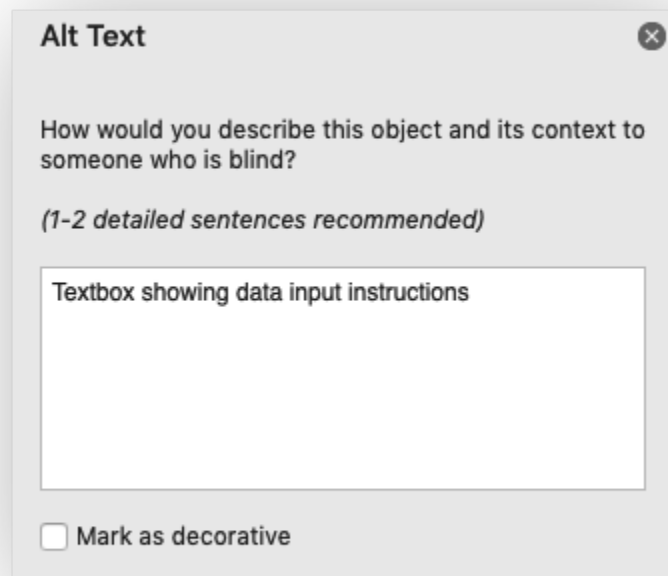 Alt Text
How would you describe this object and its context to
someone who is blind?
(1-2 detailed sentences recommended)
Textbox showing data input instructions
Mark as decorative